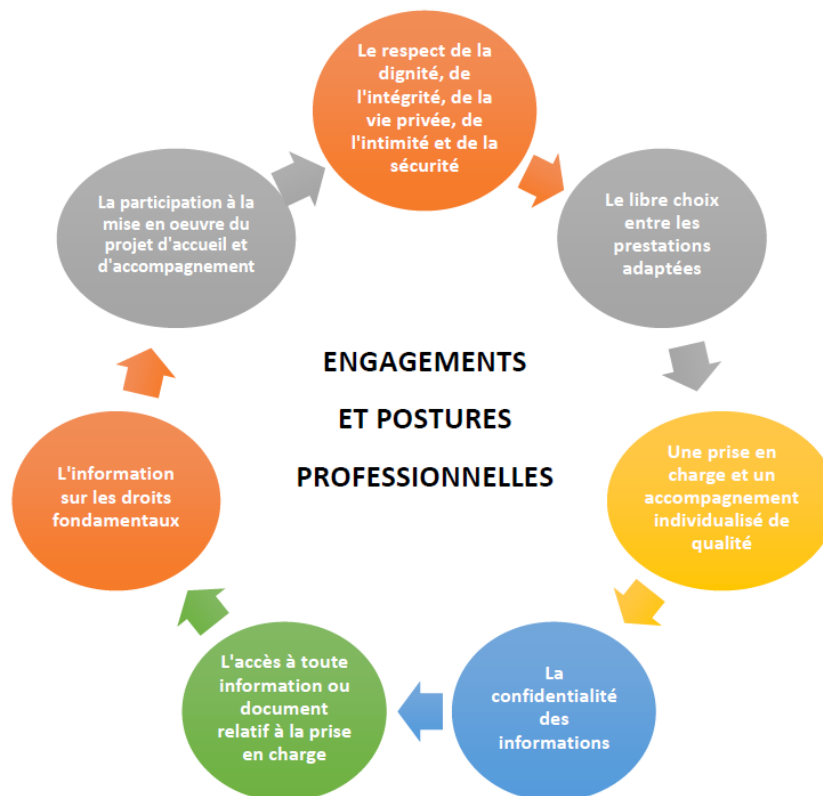 Le respect de la
dignité, de
l'intégrité, de la
vie privée, de
l'intimité et de la
sécurité
Le libre choix
entre les
prestations
adaptées
Une prise en
charge et un
accompagnement
individualisé de
qualité
La
confidentialité
des
informations
L'accès à toute
information ou
document
relatif à la prise
en charge
L'information
sur les droits
fondamentaux
La participation à la
mise en oeuvre du
projet d'accueil et
d'accompagnement
ENGAGEMENTS
ET POSTURES
PROFESSIONNELLES